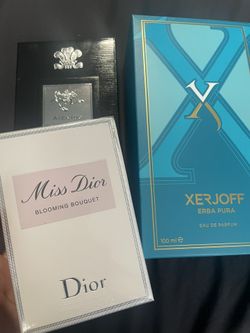 Miss Dior
BLOOMING BOUQUET
Dior
X
XERJOFF
ERBA PURA
EAU DE PARFUM
100 ml e